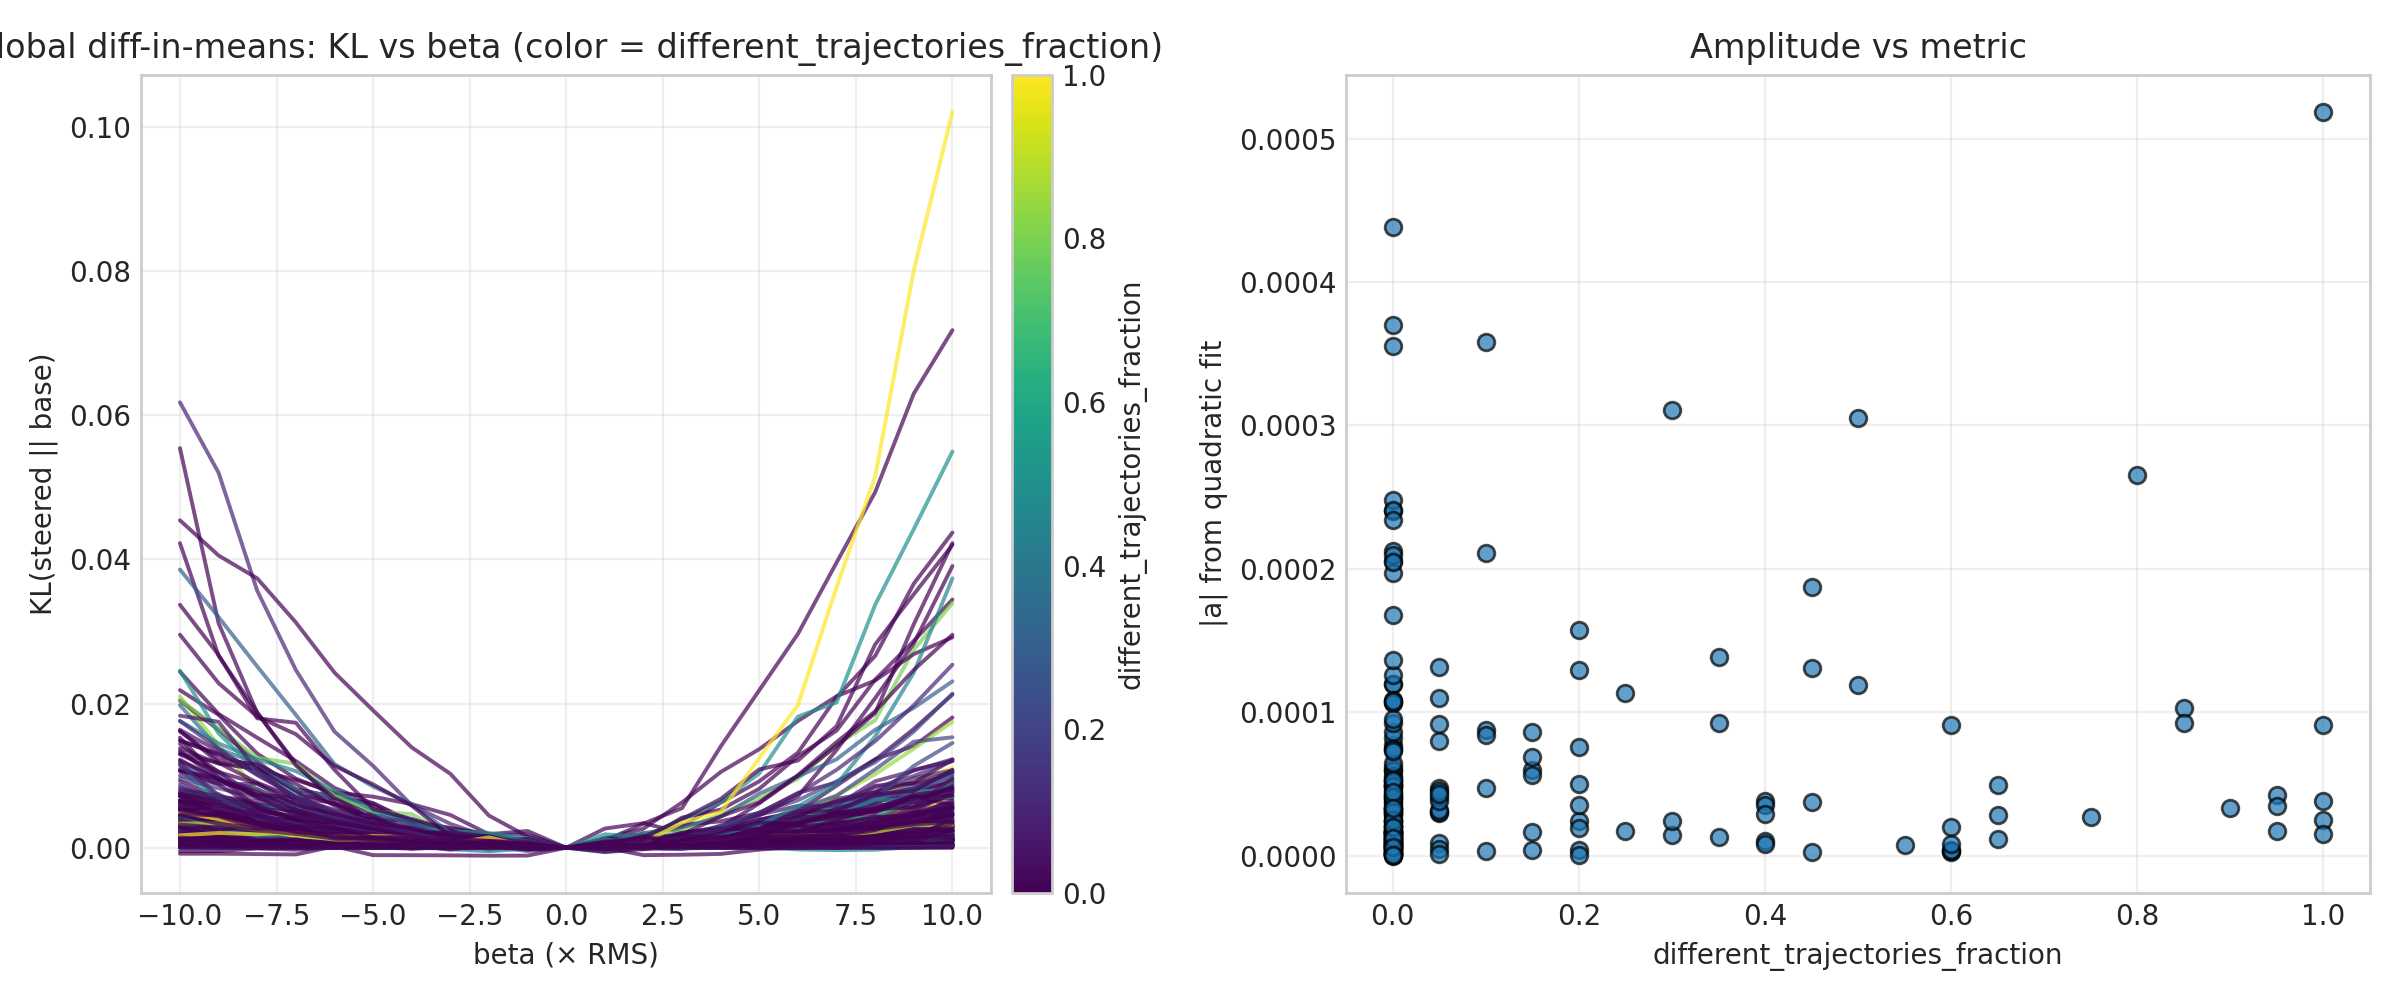 lobal diff-in-means: KL vs beta (color = different_trajectories_fraction)
KL(steered || base)
0.10
0.08
0.06
0.04
0.02
0.00
−10.0 −7.5 −5.0 −2.5 0.0 2.5 5.0 7.5 10.0
beta (× RMS)
1.0
0.8
0.6
0.4
0.2
0.0
different_trajectories_fraction
Amplitude vs metric
|a| from quadratic fit
0.0005
0.0004
0.0003
0.0002
0.0001
0.0000
0.0 0.2 0.4 0.6 0.8 1.0
different_trajectories_fraction